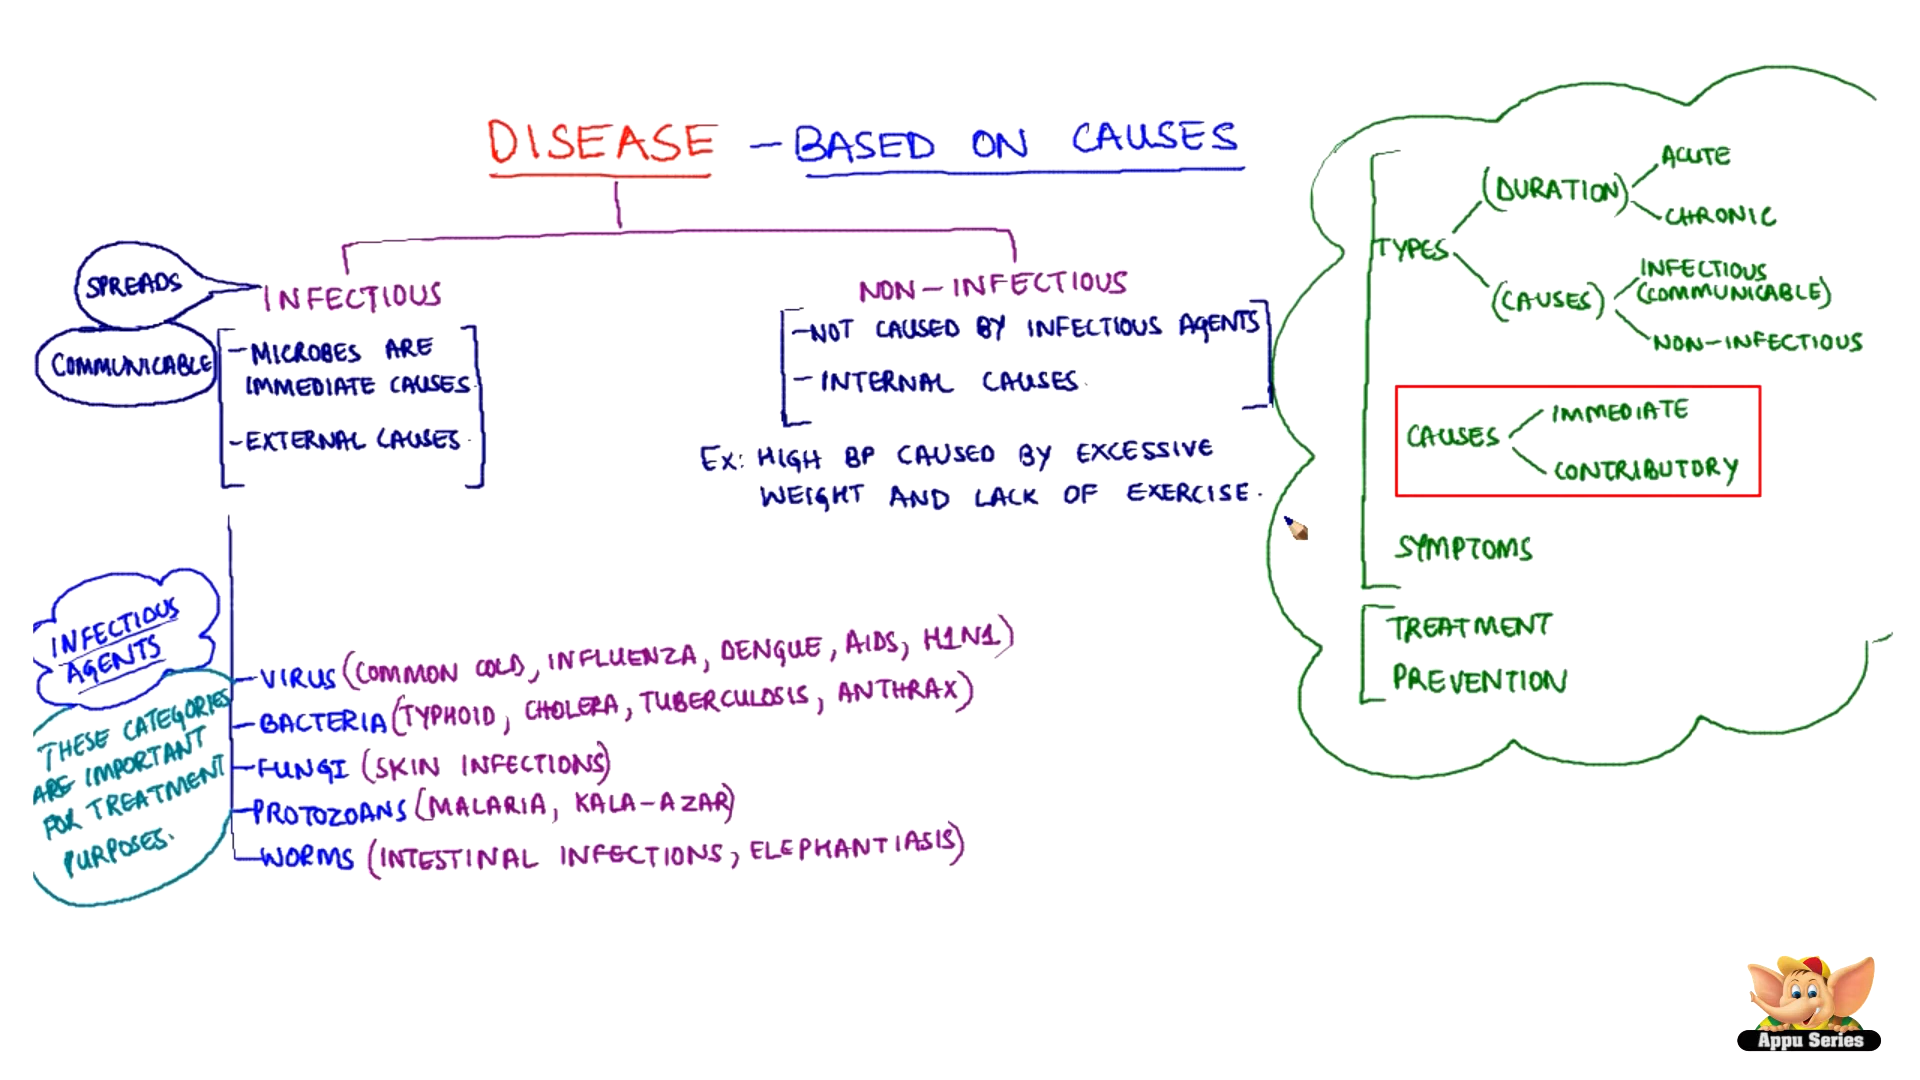 DISEASE - BASED ON CAUSES
SPREADS
COMMUNICABLE
INFECTIOUS
- MICROBES ARE
IMMEDIATE CAUSES.
- EXTERNAL CAUSES.
NON-INFECTIOUS
- NOT CAUSED BY INFECTIOUS AGENTS
- INTERNAL CAUSES.
EX: HIGH BP CAUSED BY EXCESSIVE
WEIGHT AND LACK OF EXERCISE.
INFECTIOUS
AGENTS
THESE CATEGORIES
ARE IMPORTANT
FOR TREATMENT
PURPOSES.
VIRUS (COMMON COLD, INFLUENZA, DENGUE, AIDS, H1N1)
BACTERIA (TYPHOID, CHOLERA, TUBERCULOSIS, ANTHRAX)
FUNGI (SKIN INFECTIONS)
PROTOZOANS (MALARIA, KALA-AZAR)
WORMS (INTESTINAL INFECTIONS, ELEPHANTIASIS)
TYPES
(DURATION)
ACUTE
CHRONIC
(CAUSES)
INFECTIOUS
(COMMUNICABLE)
NON-INFECTIOUS
CAUSES
IMMEDIATE
CONTRIBUTORY
SYMPTOMS
TREATMENT
PREVENTION
Appu Series